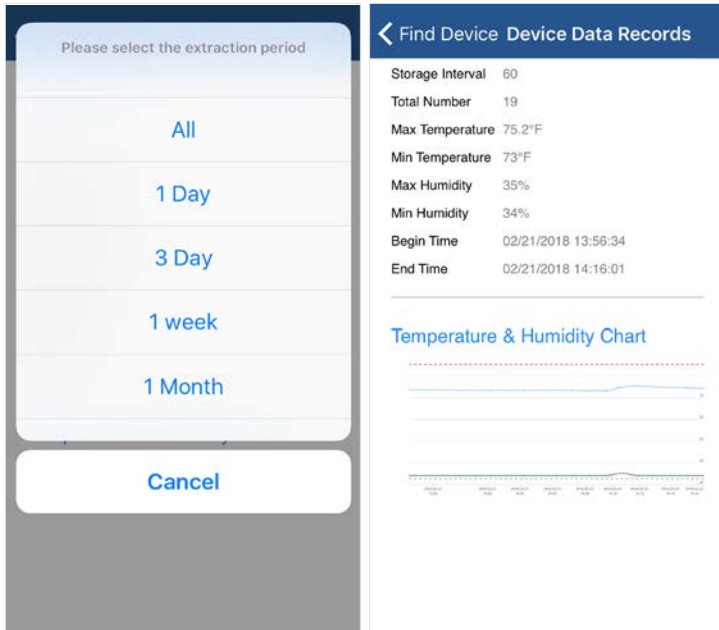 Please select the extraction period
All
1 Day
3 Day
1 week
1 Month
Cancel
Find Device Device Data Records
Storage Interval 60
Total Number 19
Max Temperature 75.2°F
Min Temperature 73°F
Max Humidity 35%
Min Humidity 34%
Begin Time 02/21/2018 13:56:34
End Time 02/21/2018 14:16:01
Temperature & Humidity Chart